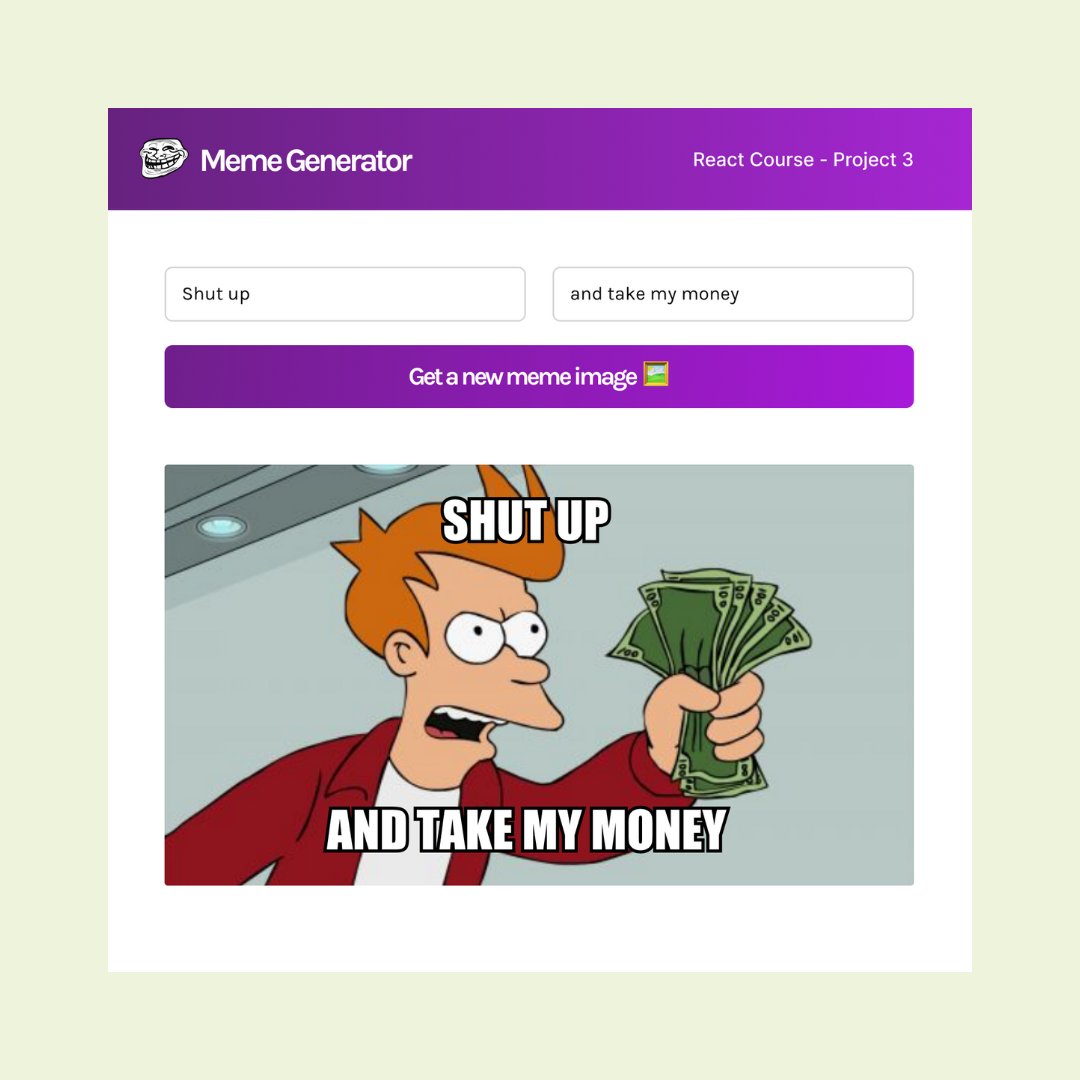 Meme Generator
React Course - Project 3
Shut up
and take my money
Get a new meme image
SHUT UP
AND TAKE MY MONEY